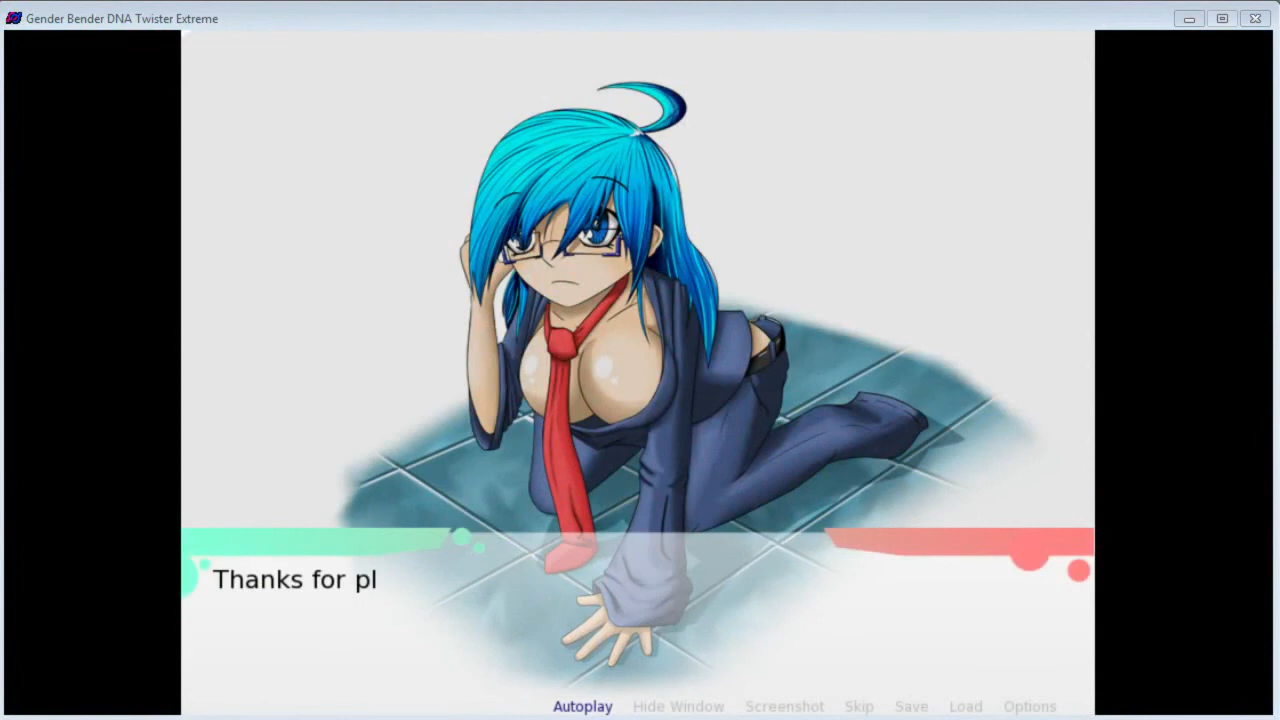 Gender Bender DNA Twister Extreme
Thanks for pl
Autoplay Hide Window Screenshot Skip Save Load Options